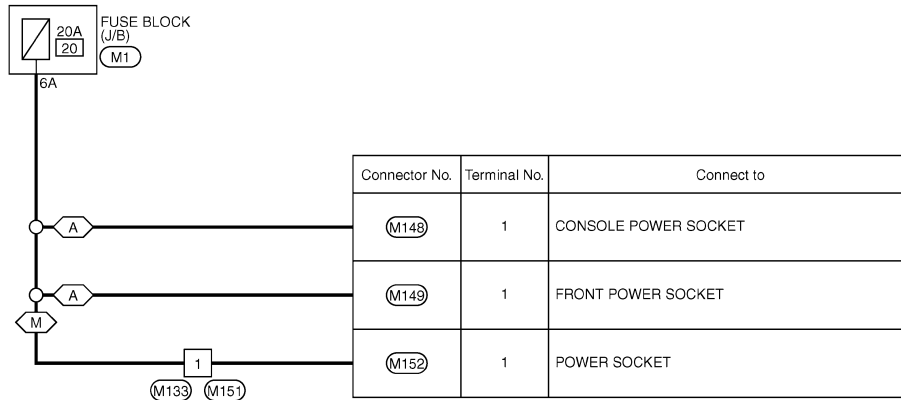 FUSE BLOCK
(J/B)
20A
20
M1
6A
Connector No. Terminal No. Connect to
A M148 1 CONSOLE POWER SOCKET
A M149 1 FRONT POWER SOCKET
M
1 M152 1 POWER SOCKET
M133 M151